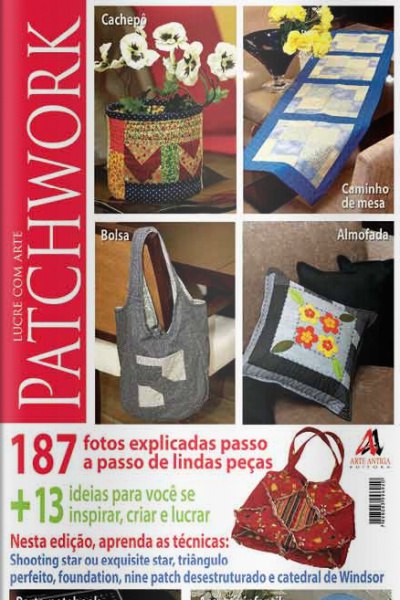 LUCRE COM ARTE
PATCHWORK
Cachepô
Caminho
de mesa
Bolsa
Almofada
187 fotos explicadas passo
a passo de lindas peças
+13 ideias para você se
inspirar, criar e lucrar
ARTE ANTIGA
EDITORA
Nesta edição, aprenda as técnicas:
Shooting star ou exquisite star, triângulo
perfeito, foundation, nine patch desestruturado e catedral de Windsor